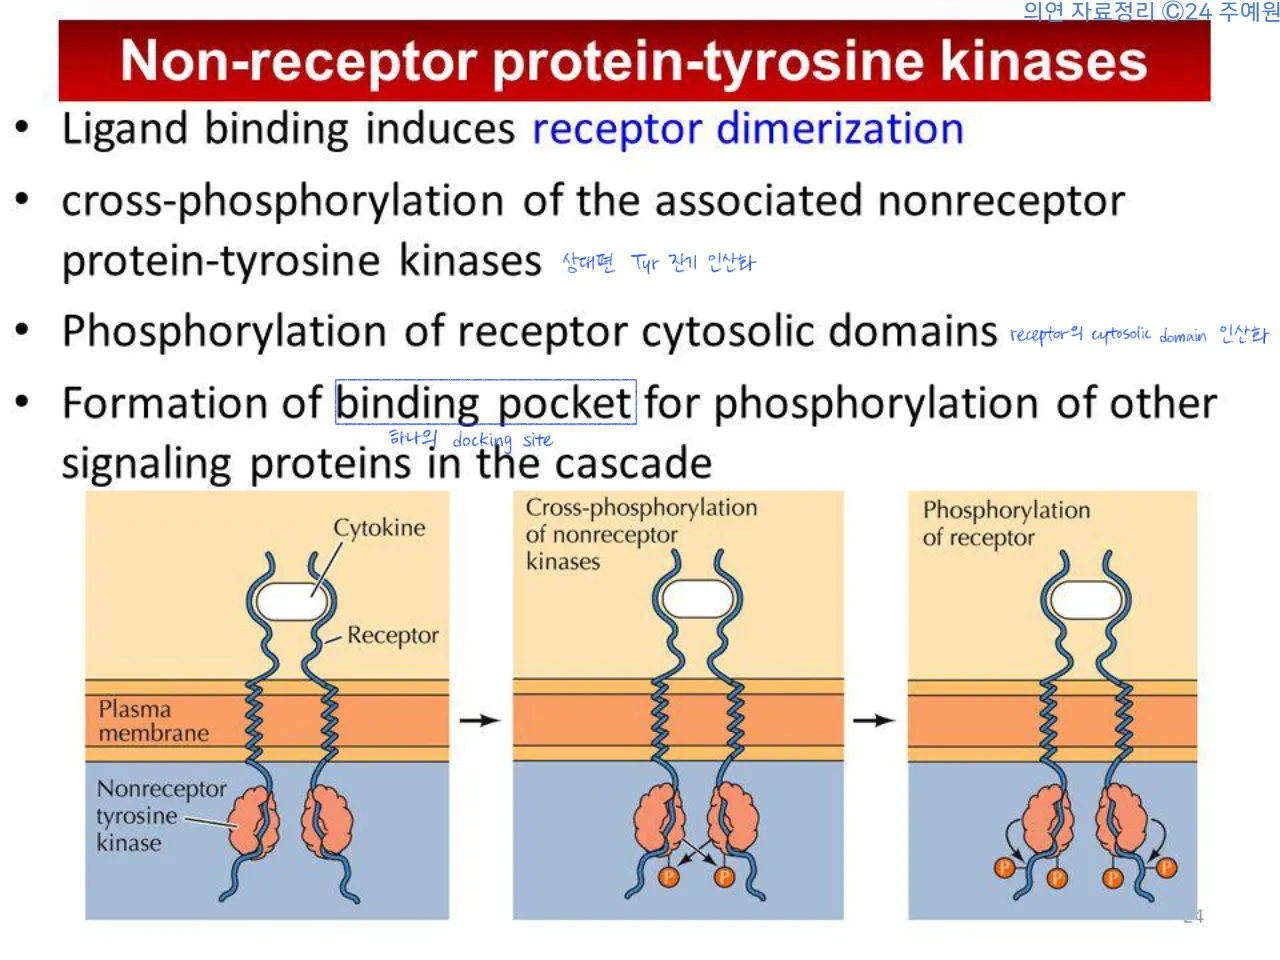 의연 자료정리 ©24 주예원
Non-receptor protein-tyrosine kinases
• Ligand binding induces receptor dimerization
• cross-phosphorylation of the associated nonreceptor
protein-tyrosine kinases 상대편 Tyr 잔기 인산화
• Phosphorylation of receptor cytosolic domains receptor의 cytosolic domain 인산화
• Formation of binding pocket for phosphorylation of other
하나의 docking site
signaling proteins in the cascade
Cytokine
Receptor
Plasma
membrane
Nonreceptor
tyrosine
kinase
Cross-phosphorylation
of nonreceptor
kinases
P P
Phosphorylation
of receptor
P P P P
24